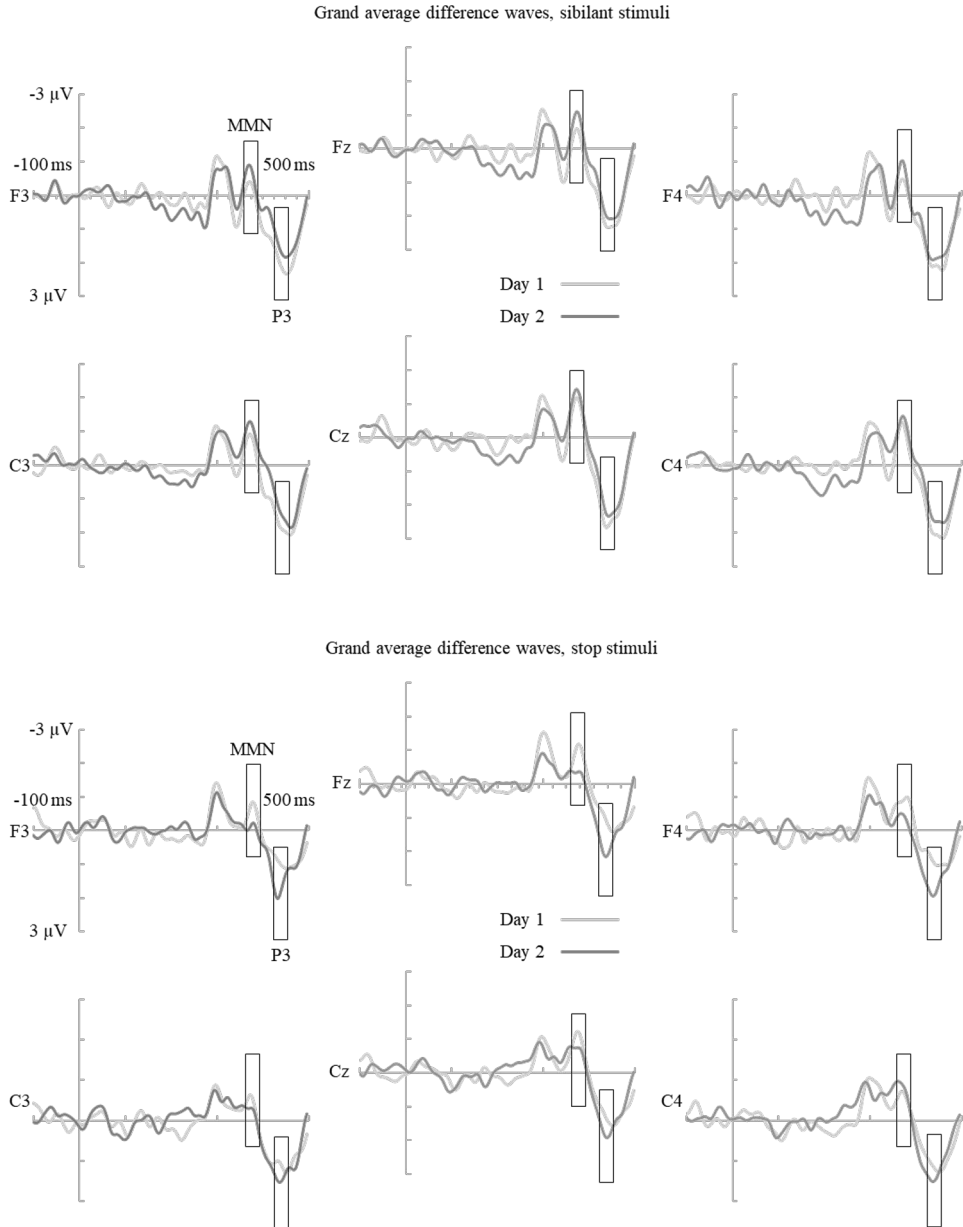 Grand average difference waves, sibilant stimuli
-3 µV
MMN
Fz
-100 ms
500 ms
F3
F4
Day 1
3 µV
Day 2
P3
C3
Cz
C4
Grand average difference waves, stop stimuli
-3 µV
MMN
Fz
-100 ms
500 ms
F3
F4
Day 1
3 µV
Day 2
P3
Cz
C3
C4